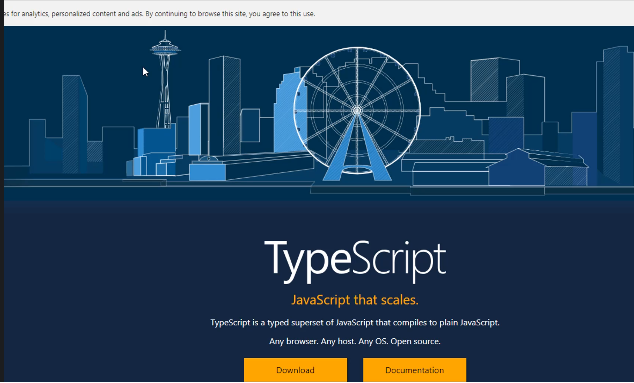 es for analytics, personalized content and ads. By continuing to browse this site, you agree to this use.
TypeScript
JavaScript that scales.
TypeScript is a typed superset of JavaScript that compiles to plain JavaScript.
Any browser. Any host. Any OS. Open source.
Download
Documentation